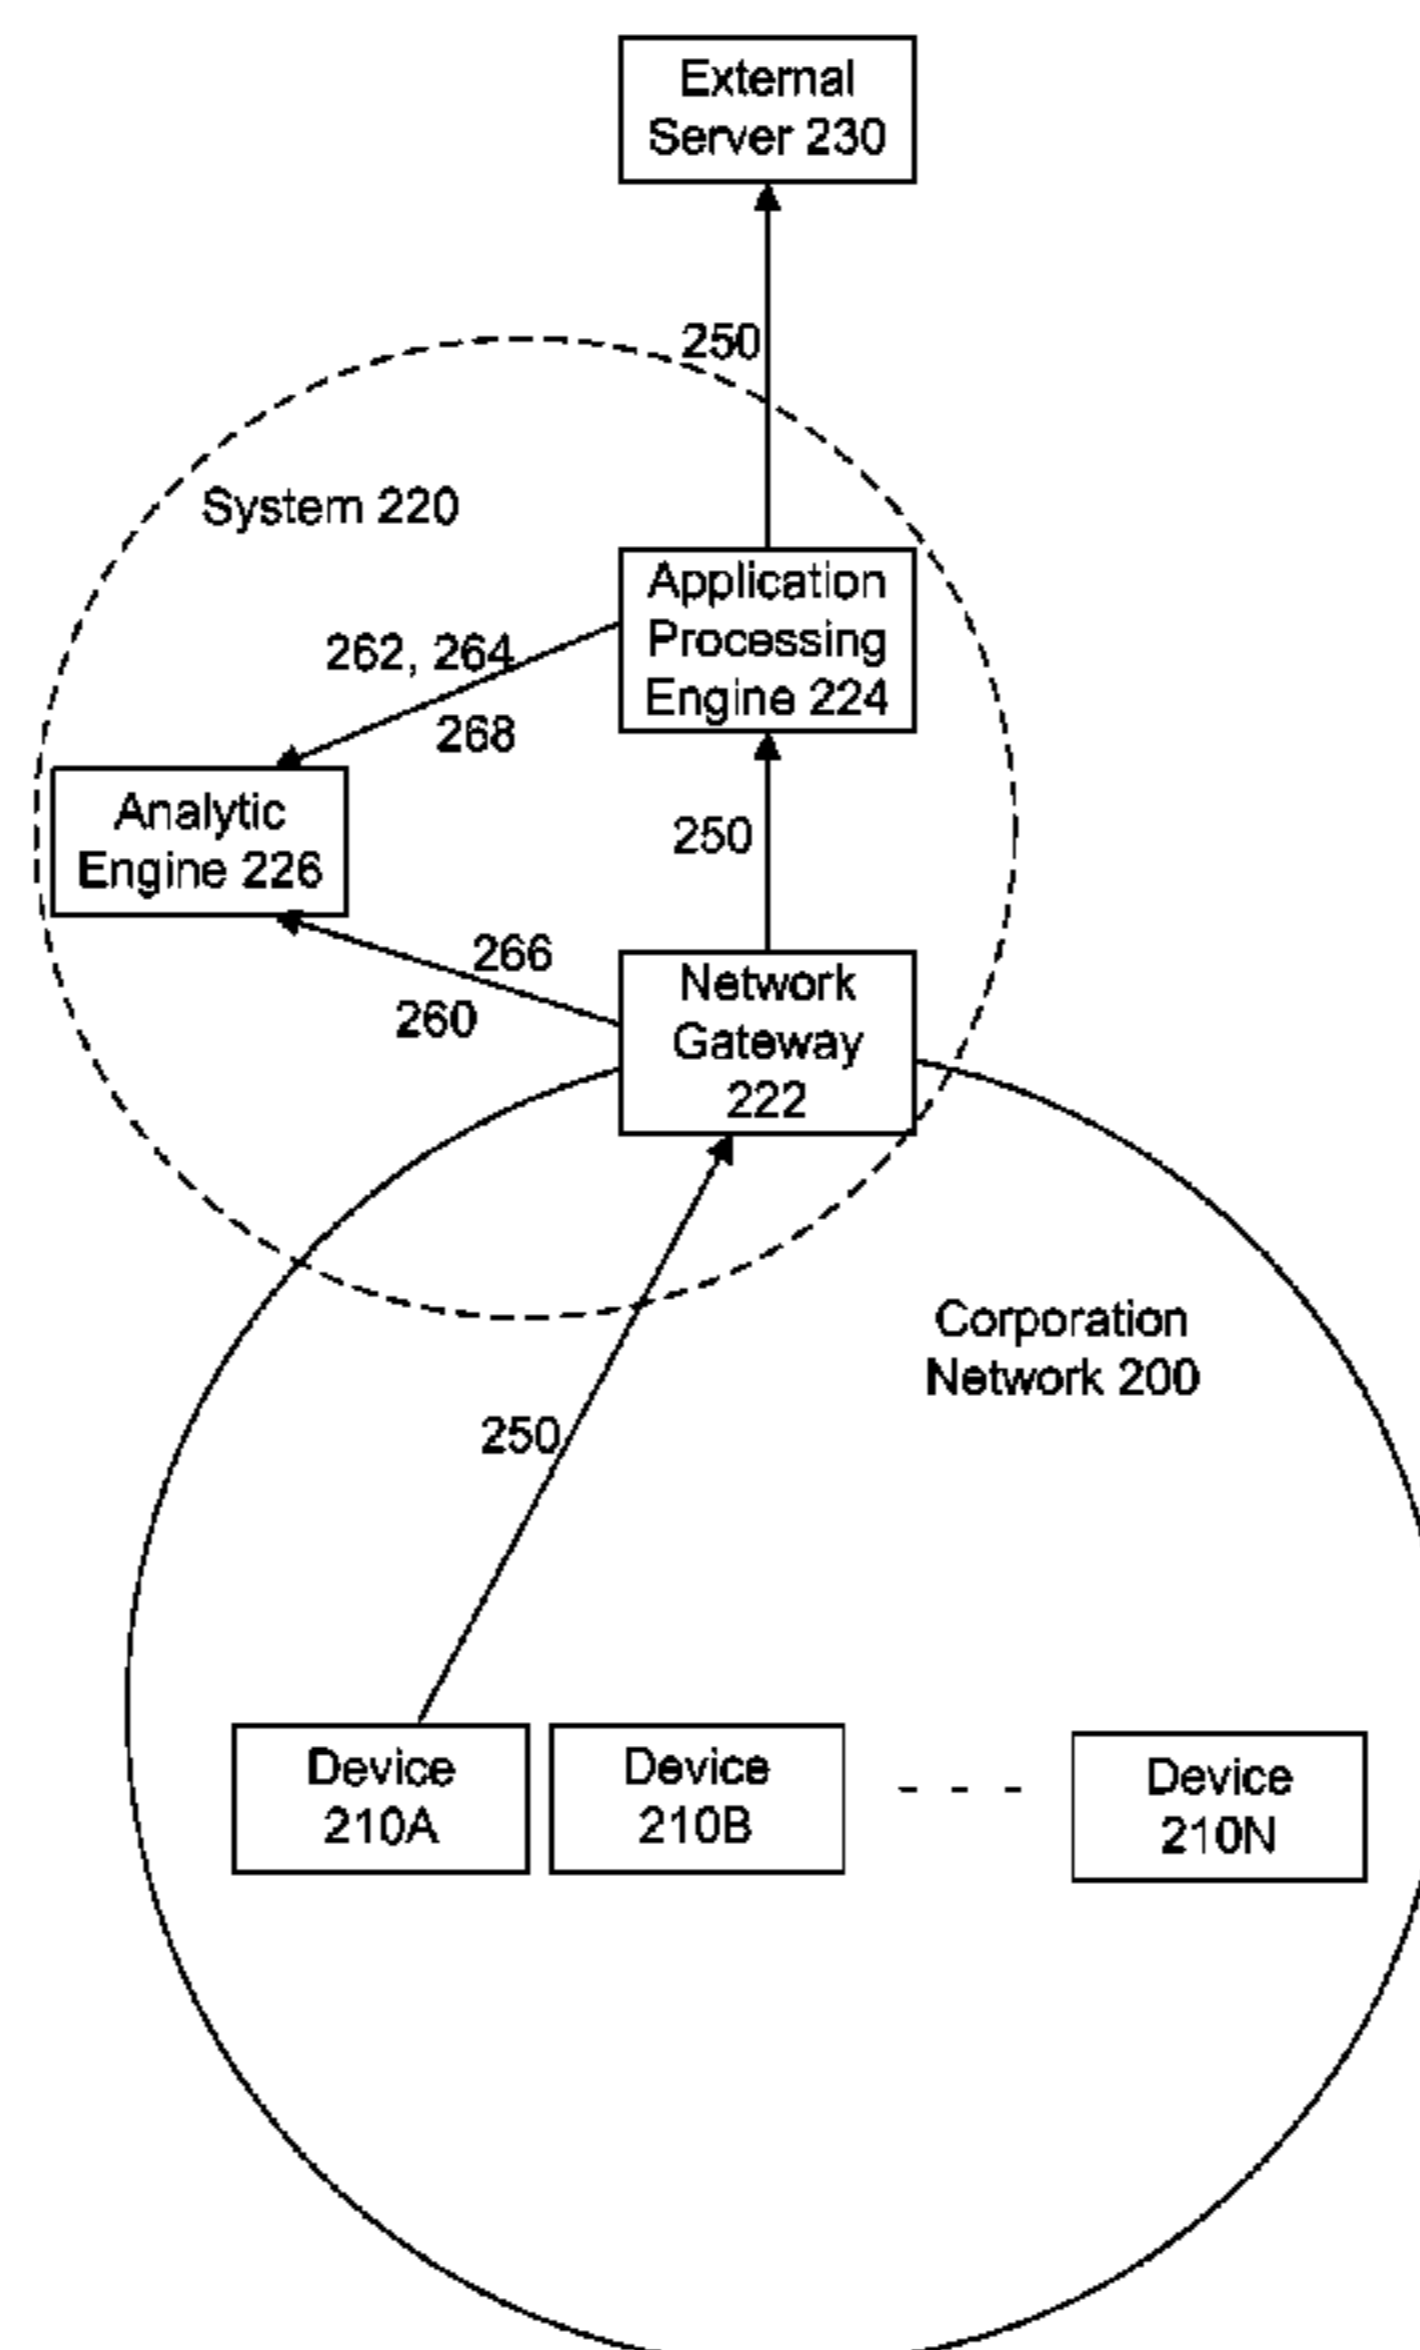 External
Server 230
250
System 220
Application
Processing
Engine 224
262, 264
268
Analytic
Engine 226
250
266
260
Network
Gateway
222
Corporation
Network 200
250
Device
210A
Device
210B
Device
210N